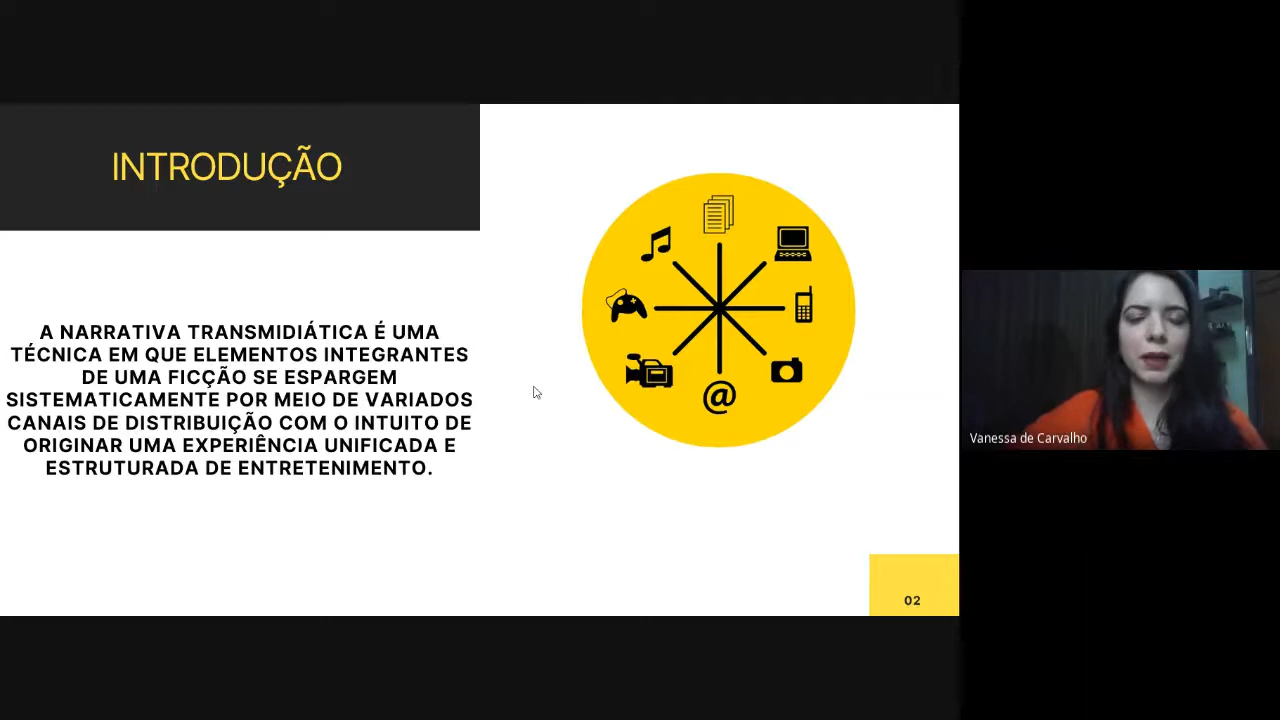 INTRODUÇÃO
A NARRATIVA TRANSMIDIÁTICA É UMA
TÉCNICA EM QUE ELEMENTOS INTEGRANTES
DE UMA FICÇÃO SE ESPARGEM
SISTEMATICAMENTE POR MEIO DE VARIADOS
CANAIS DE DISTRIBUIÇÃO COM O INTUITO DE
ORIGINAR UMA EXPERIÊNCIA UNIFICADA E
ESTRUTURADA DE ENTRETENIMENTO.
@
02
Vanessa de Carvalho